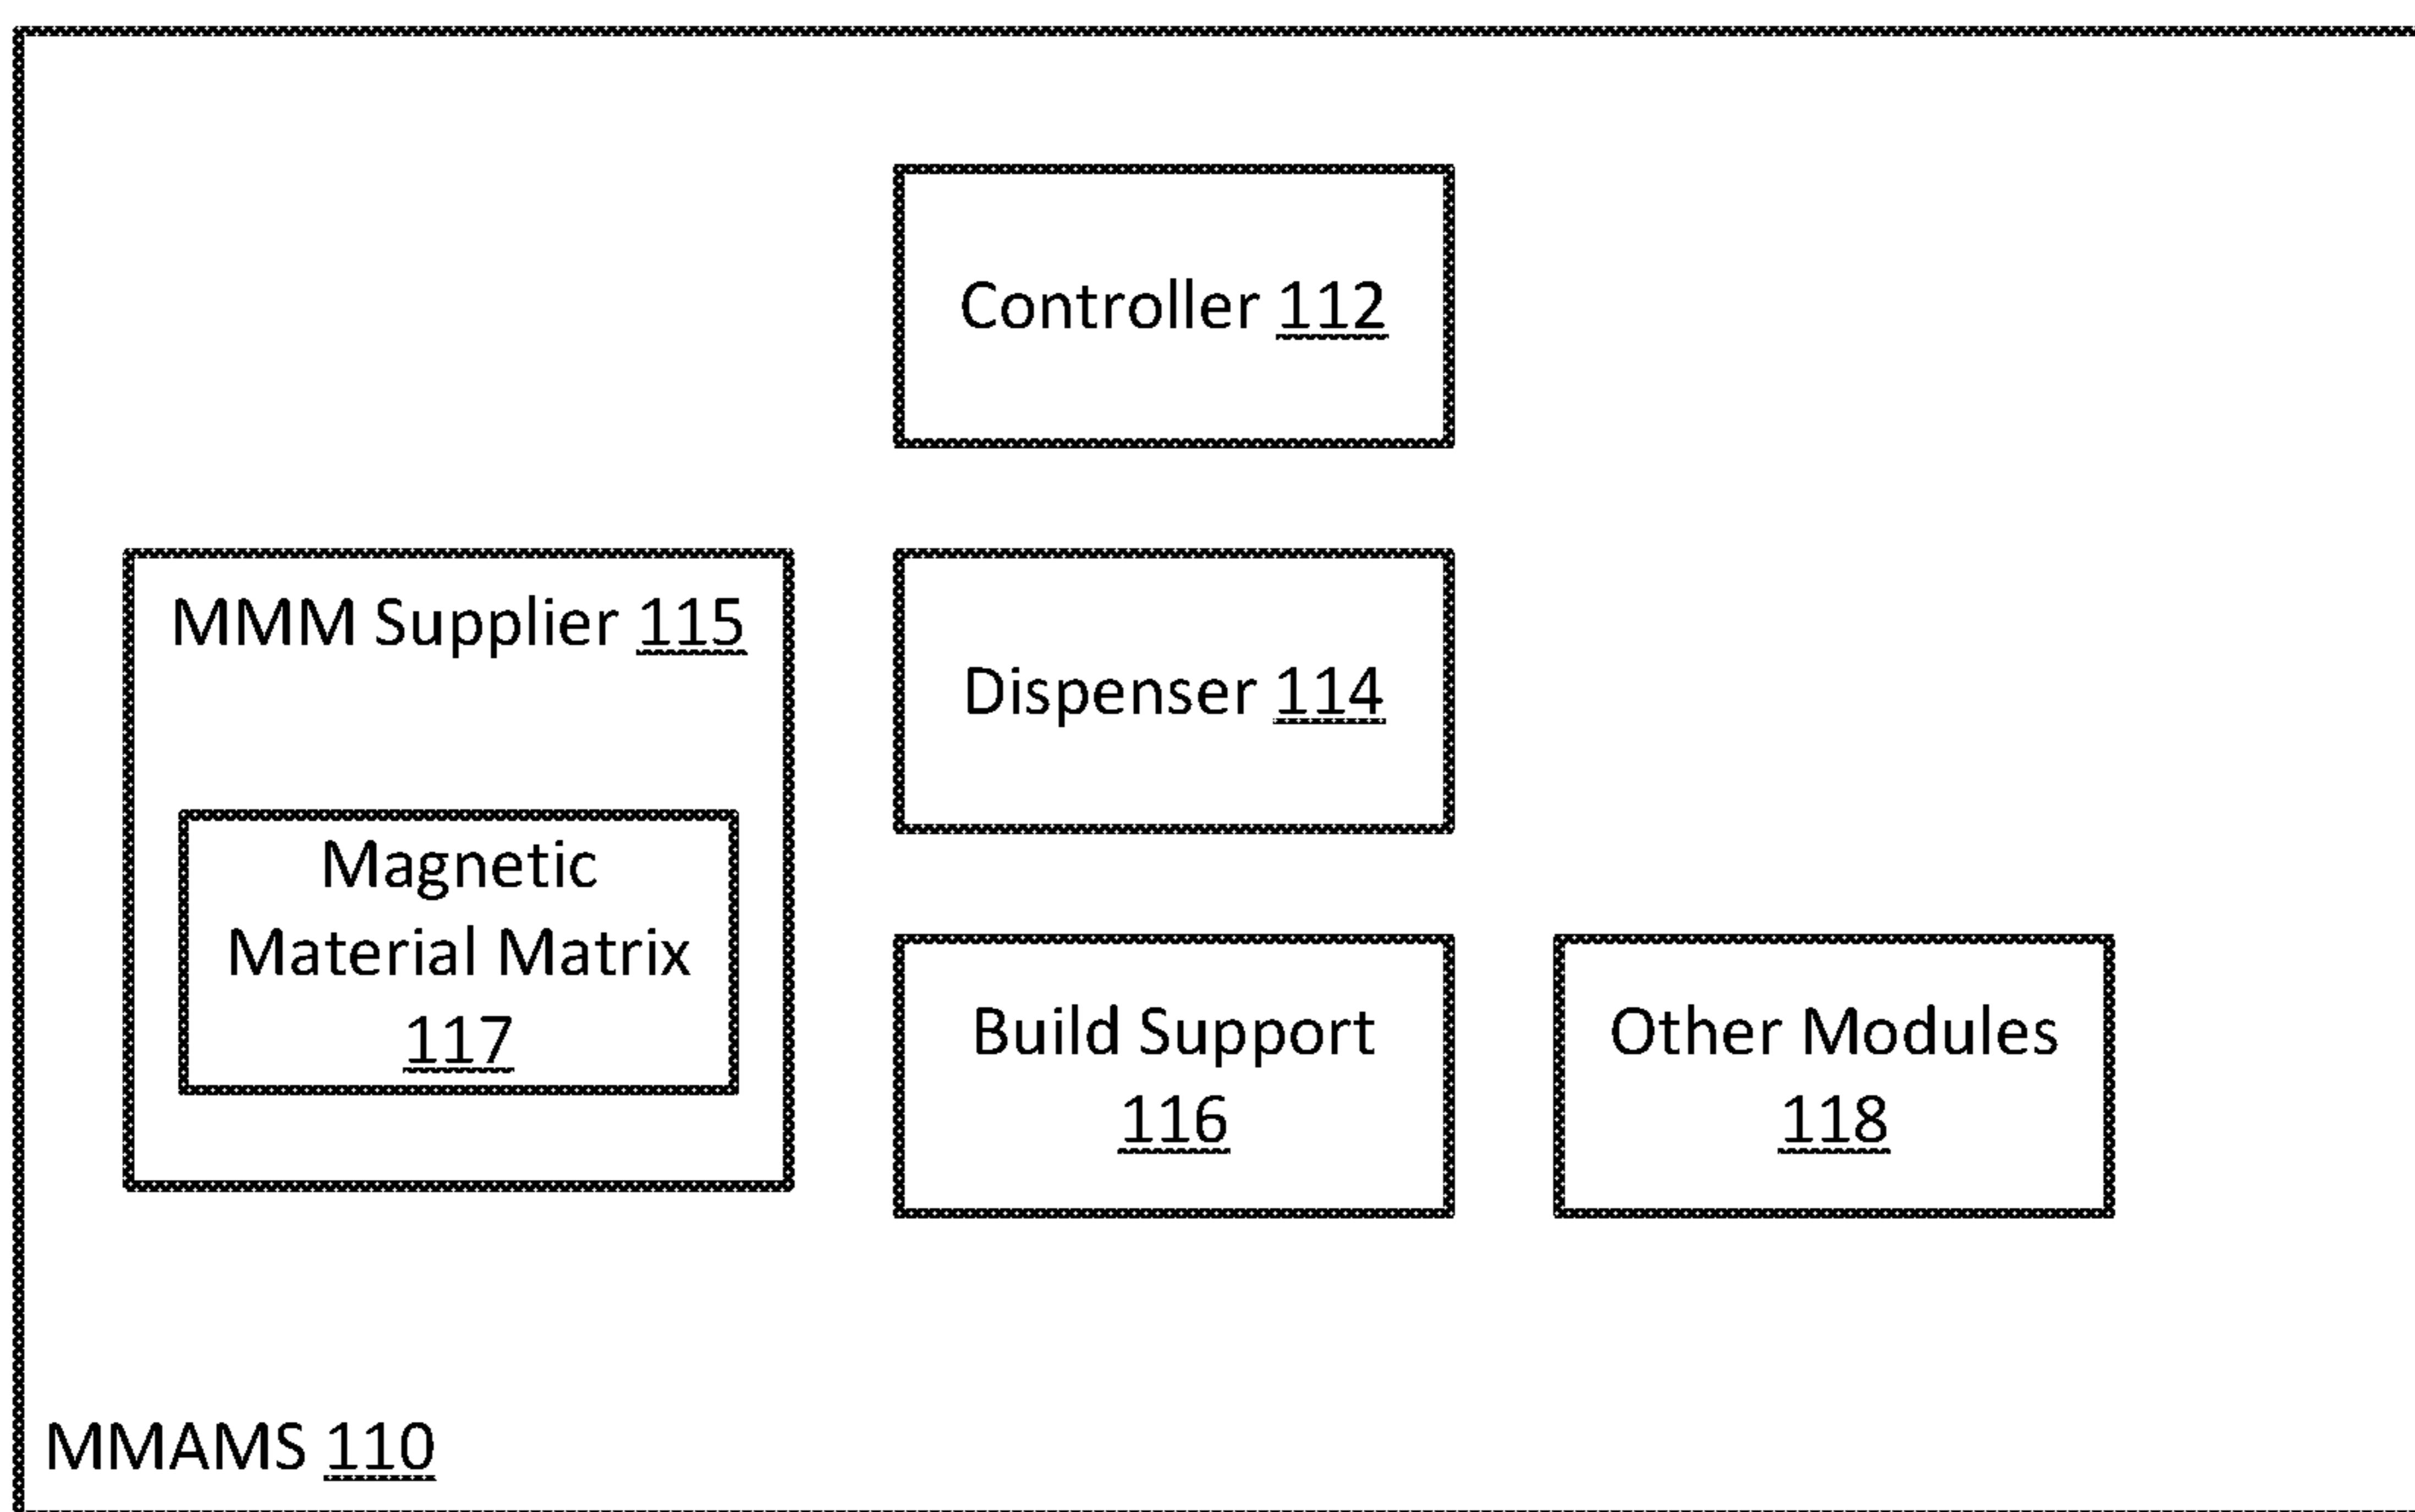 Controller 112
MMM Supplier 115
Dispenser 114
Magnetic
Material Matrix
117
Build Support
116
Other Modules
118
MMAMS 110